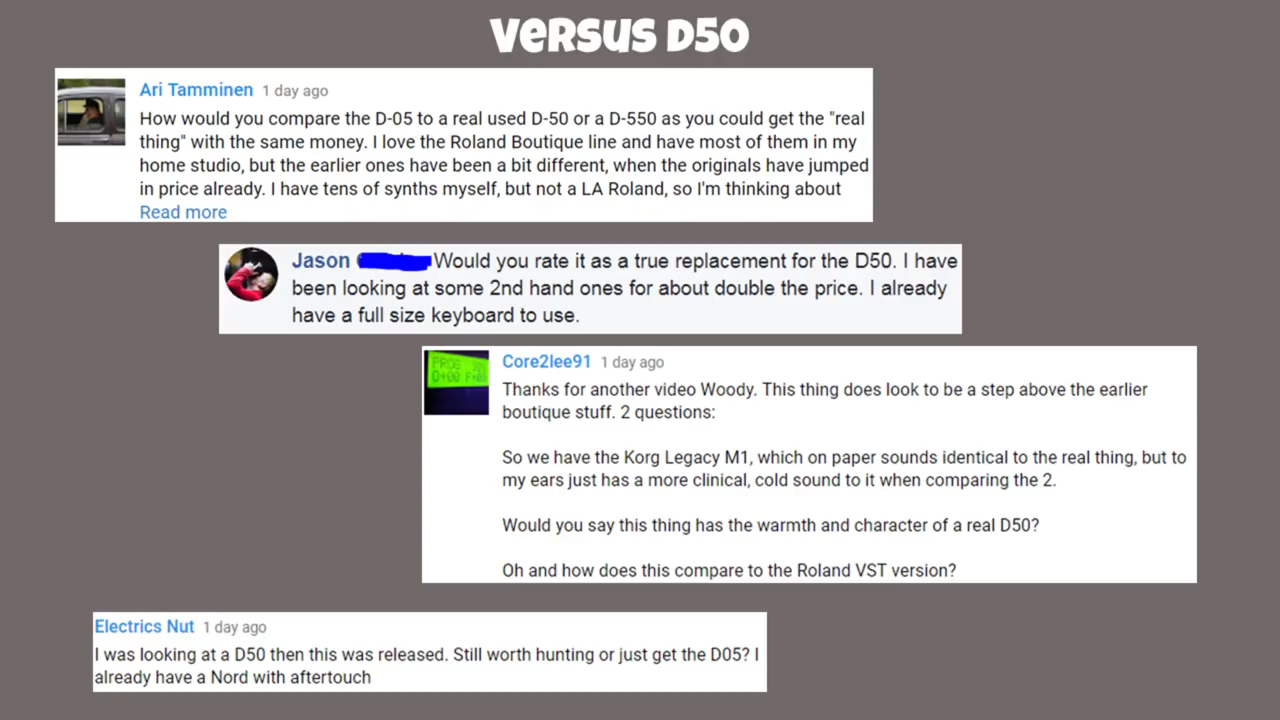 VERSUS D50
Ari Tamminen 1 day ago
How would you compare the D-05 to a real used D-50 or a D-550 as you could get the "real
thing" with the same money. I love the Roland Boutique line and have most of them in my
home studio, but the earlier ones have been a bit different, when the originals have jumped
in price already. I have tens of synths myself, but not a LA Roland, so I'm thinking about
Read more
Jason Would you rate it as a true replacement for the D50. I have
been looking at some 2nd hand ones for about double the price. I already
have a full size keyboard to use.
PROG
Core2lee91 1 day ago
Thanks for another video Woody. This thing does look to be a step above the earlier
boutique stuff. 2 questions:
So we have the Korg Legacy M1, which on paper sounds identical to the real thing, but to
my ears just has a more clinical, cold sound to it when comparing the 2.
Would you say this thing has the warmth and character of a real D50?
Oh and how does this compare to the Roland VST version?
Electrics Nut 1 day ago
I was looking at a D50 then this was released. Still worth hunting or just get the D05? I
already have a Nord with aftertouch